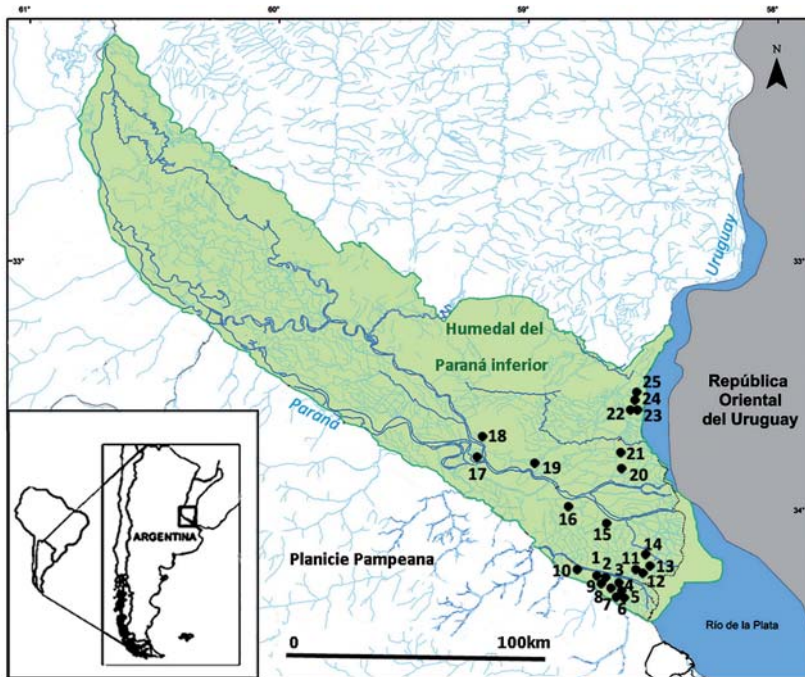 61°
60°
59°
58°
N
Uruguay
33°
33°
Humedal del
Paraná inferior
República
Oriental
del Uruguay
25
24
22
23
Paraná
18
17
19
21
20
16
15
34°
34°
ARGENTINA
Planicie Pampeana
10
1
2
3
11
14
13
12
9
8
4
5
7
6
Río de la Plata
0
100km